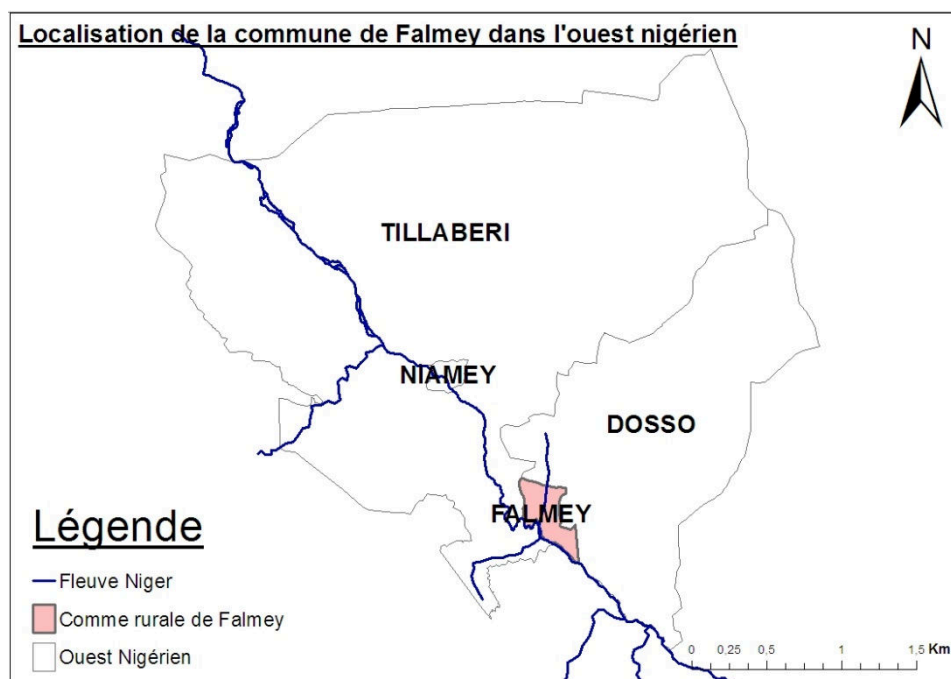 Localisation de la commune de Falmey dans l'ouest nigérien
N
TILLABERI
NIAMEY
DOSSO
FALMEY
Légende
Fleuve Niger
Comme rurale de Falmey
Ouest Nigérien
0 0,25 0,5 1 1,5 Km